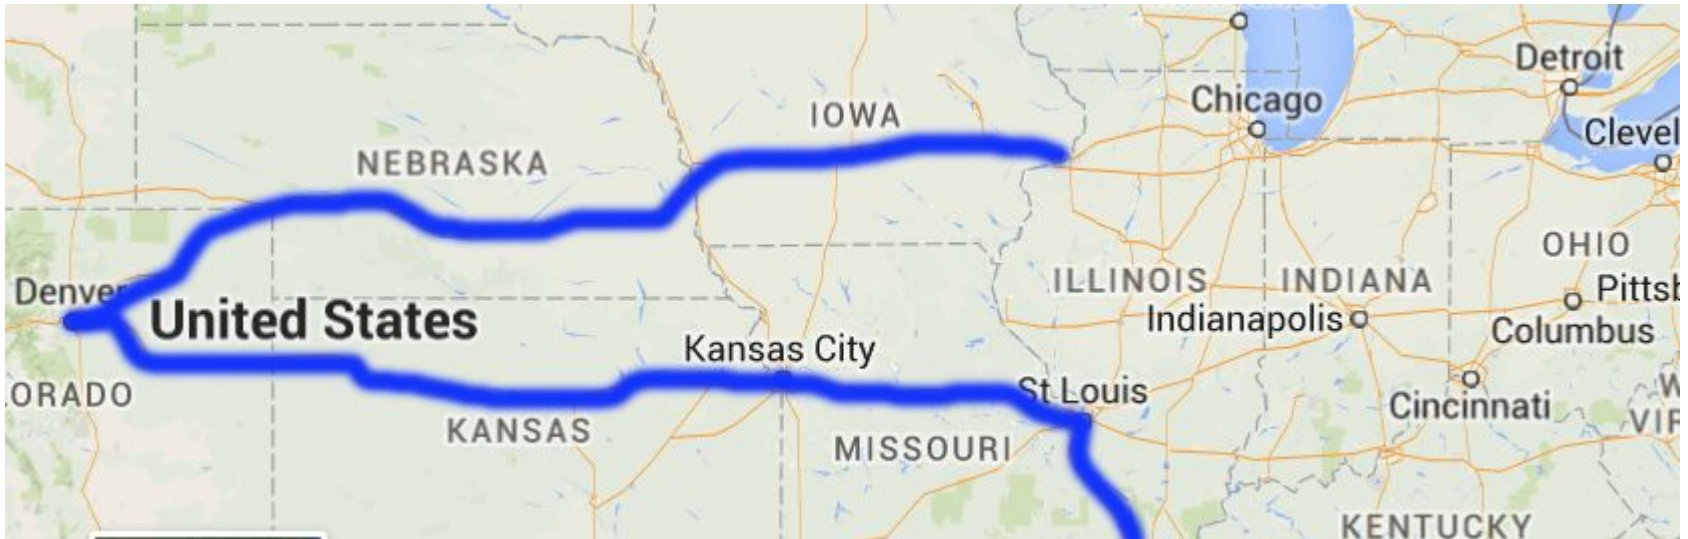 Detroit
Chicago
IOWA
Clevel
NEBRASKA
OHIO
ILLINOIS
INDIANA
Denver
Pittsb
United States
Indianapolis
Columbus
Kansas City
ORADO
St Louis
Cincinnati
W
VIR
KANSAS
MISSOURI
KENTUCKY